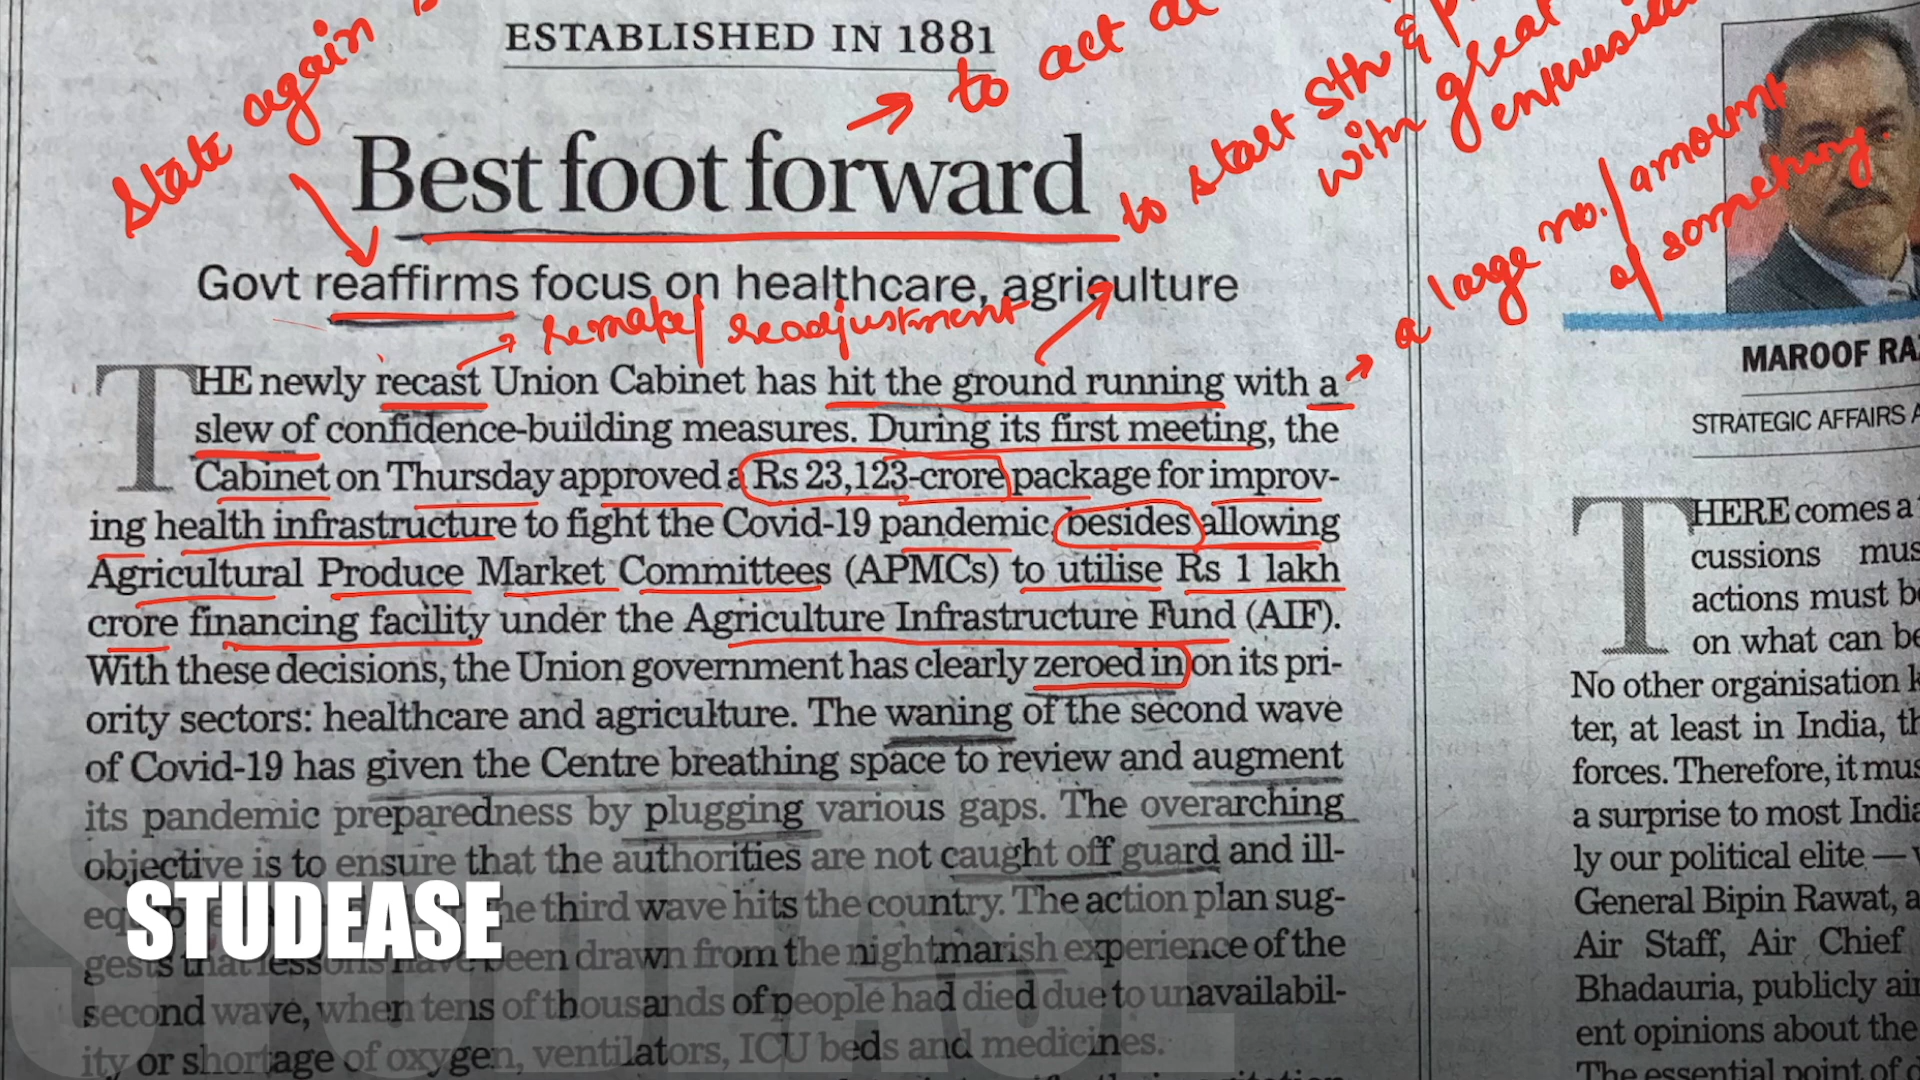 State again
ESTABLISHED IN 1881
to act
to start sth &
with great
Best foot forward
a large no./amount
of something
Govt reaffirms focus on healthcare, agriculture
remake/readjustment
THE newly recast Union Cabinet has hit the ground running with a
slew of confidence-building measures. During its first meeting, the
Cabinet on Thursday approved a Rs 23,123-crore package for improv-
ing health infrastructure to fight the Covid-19 pandemic, besides allowing
Agricultural Produce Market Committees (APMCs) to utilise Rs 1 lakh
crore financing facility under the Agriculture Infrastructure Fund (AIF).
With these decisions, the Union government has clearly zeroed in on its pri-
ority sectors: healthcare and agriculture. The waning of the second wave
of Covid-19 has given the Centre breathing space to review and augment
its pandemic preparedness by plugging various gaps. The overarching
objective is to ensure that the authorities are not caught off guard and ill-
the third wave hits the country. The action plan sug-
gests that lessons have been drawn from the nightmarish experience of the
second wave, when tens of thousands of people had died due to unavailabil-
ity or shortage of oxygen, ventilators, ICU beds and medicines.
STUDEASE
MAROOF
STRATEGIC AFFAIRS
THERE comes a
cussions
actions must
on what can be
No other organisation
ter, at least in India,
forces. Therefore, it
a surprise to most
ly our political elite —
General Bipin Rawat,
Air Staff, Air Chief
Bhadauria, publicly
ent opinions about the
The essential point of